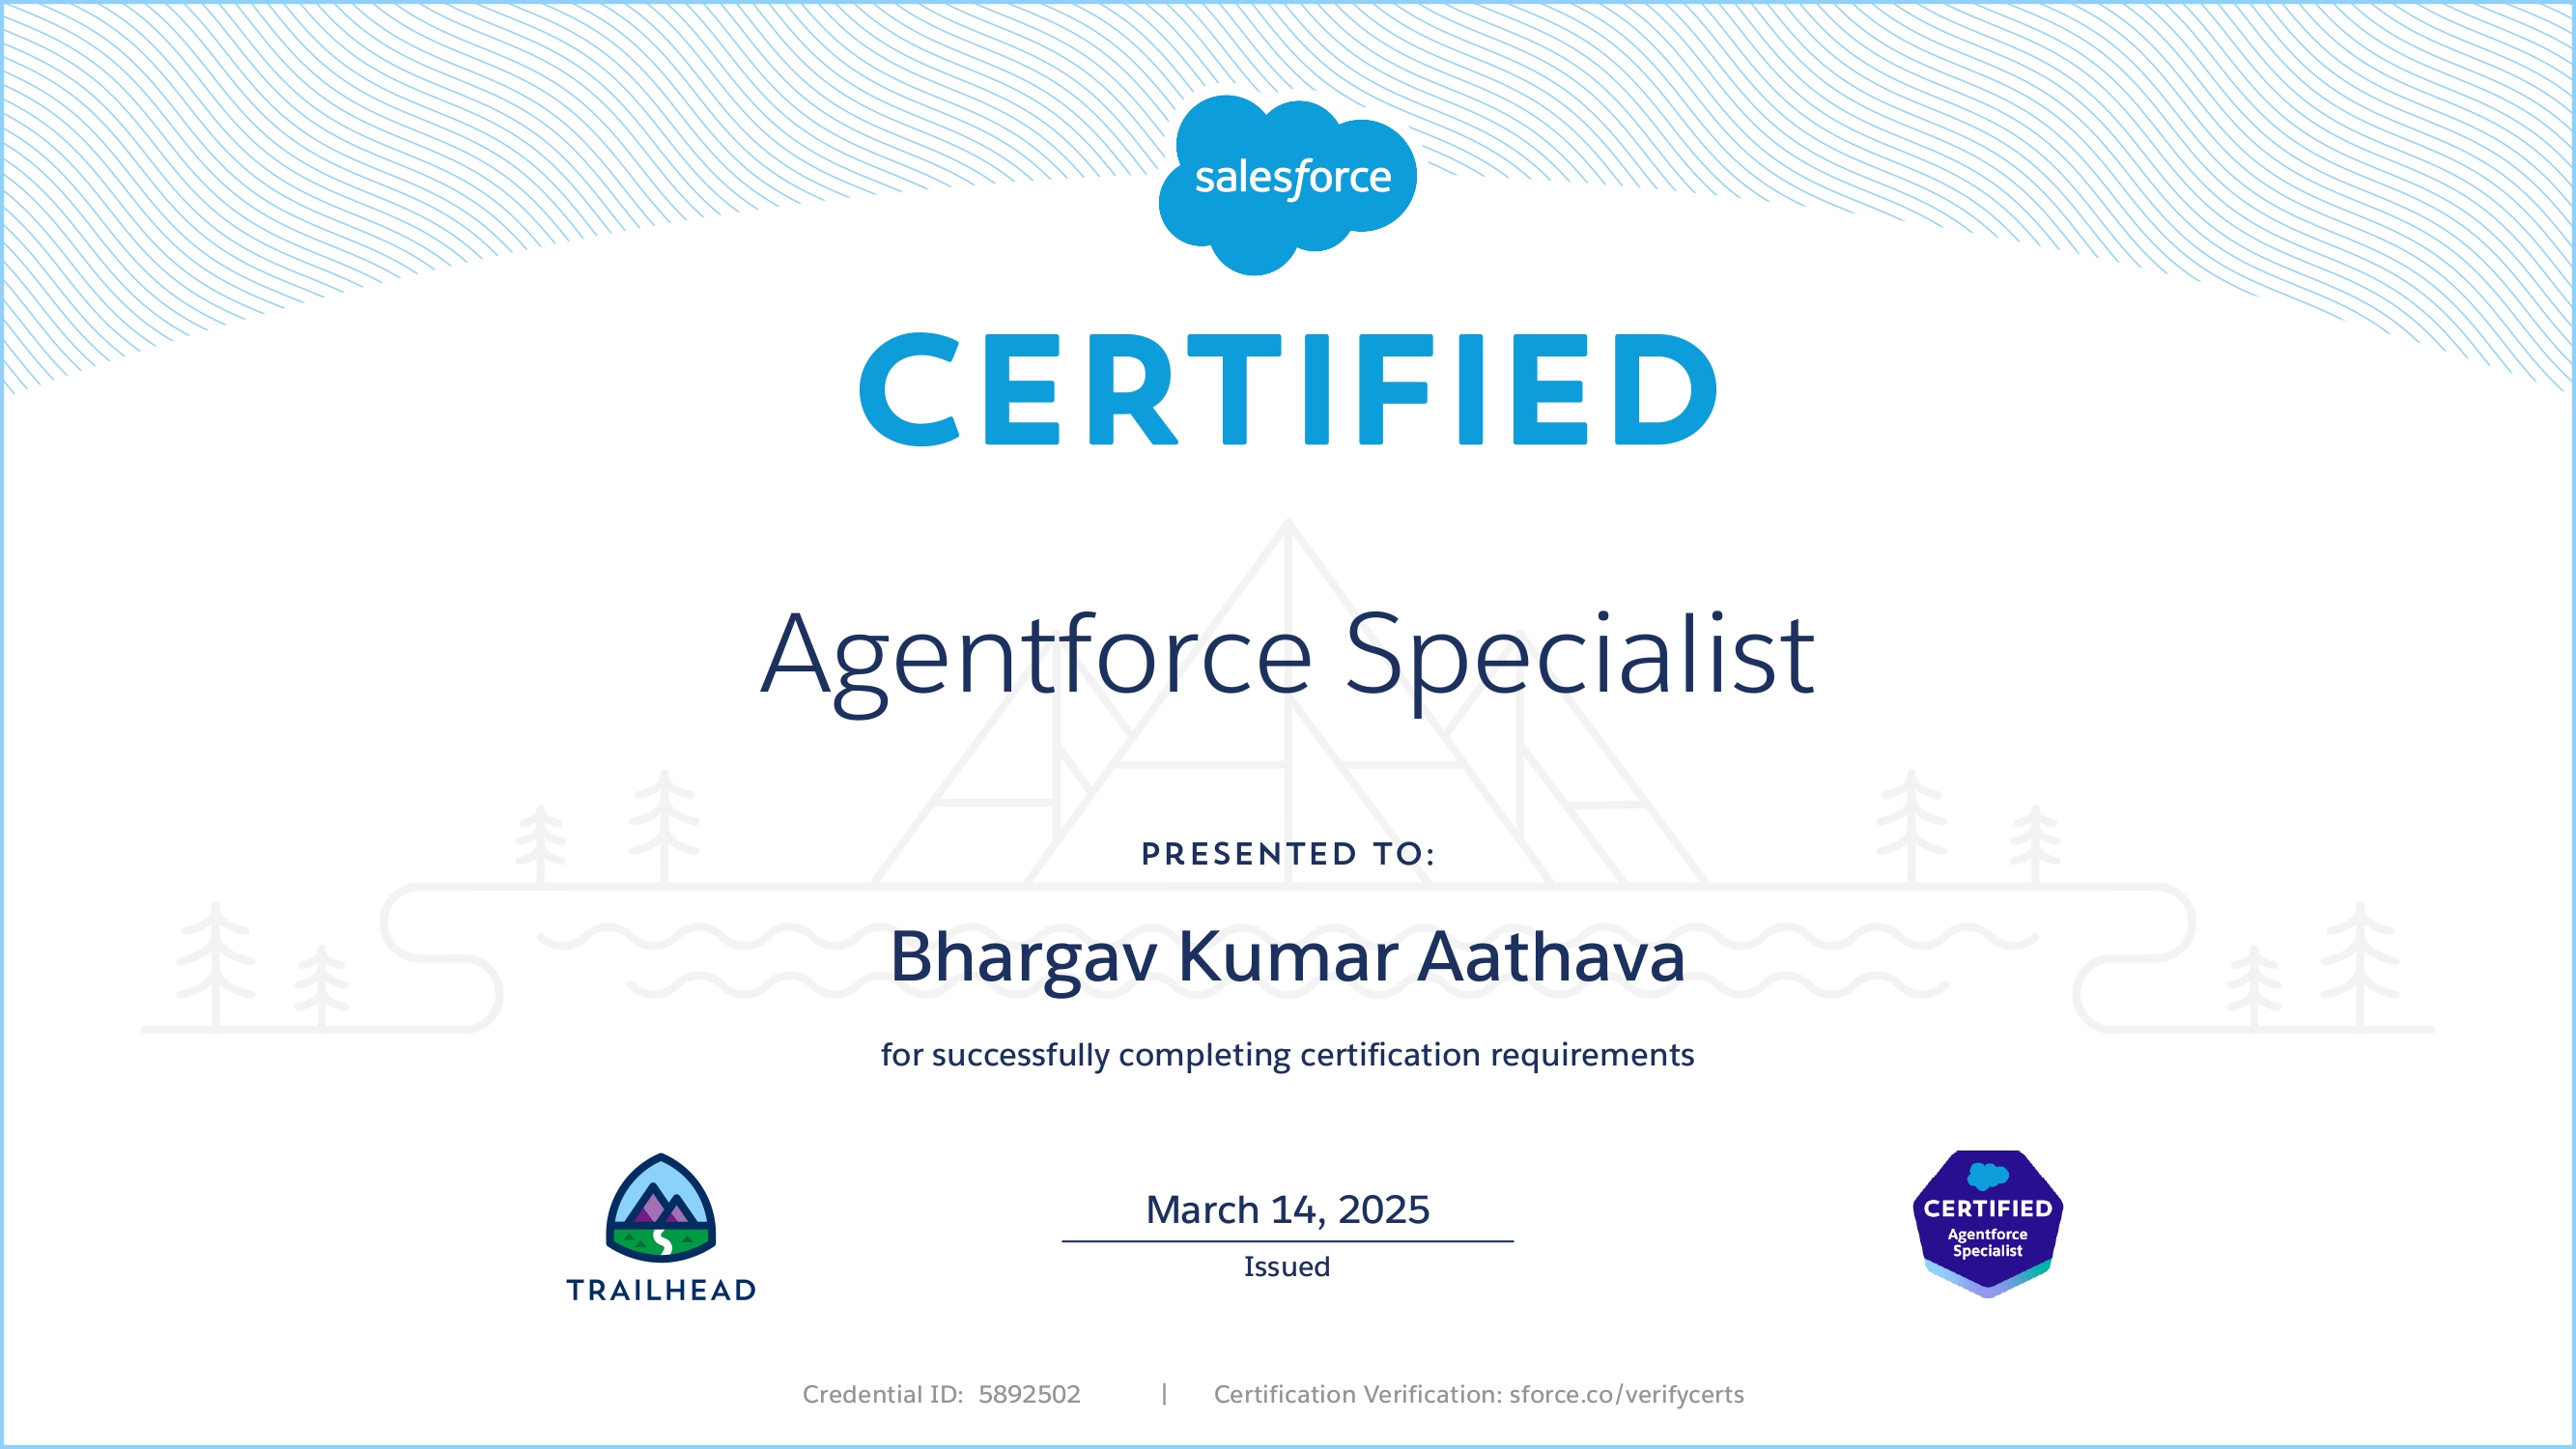 salesforce
CERTIFIED
Agentforce Specialist
PRESENTED TO:
Bhargav Kumar Aathava
for successfully completing certification requirements
TRAILHEAD
March 14, 2025
Issued
CERTIFIED
Agentforce
Specialist
Credential ID: 5892502 | Certification Verification: sforce.co/verifycerts